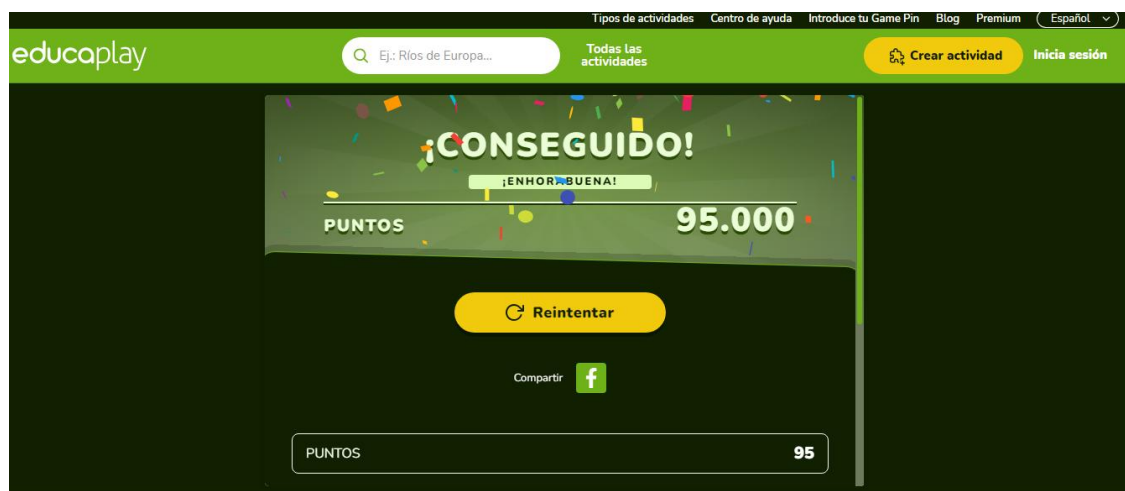 Tipos de actividades Centro de ayuda Introduce tu Game Pin Blog Premium Español
educaplay Ej.: Ríos de Europa... Todas las
actividades Crear actividad Inicia sesión
¡CONSEGUIDO!
¡ENHORABUENA!
PUNTOS 95.000
Reintentar
Compartir f
PUNTOS 95